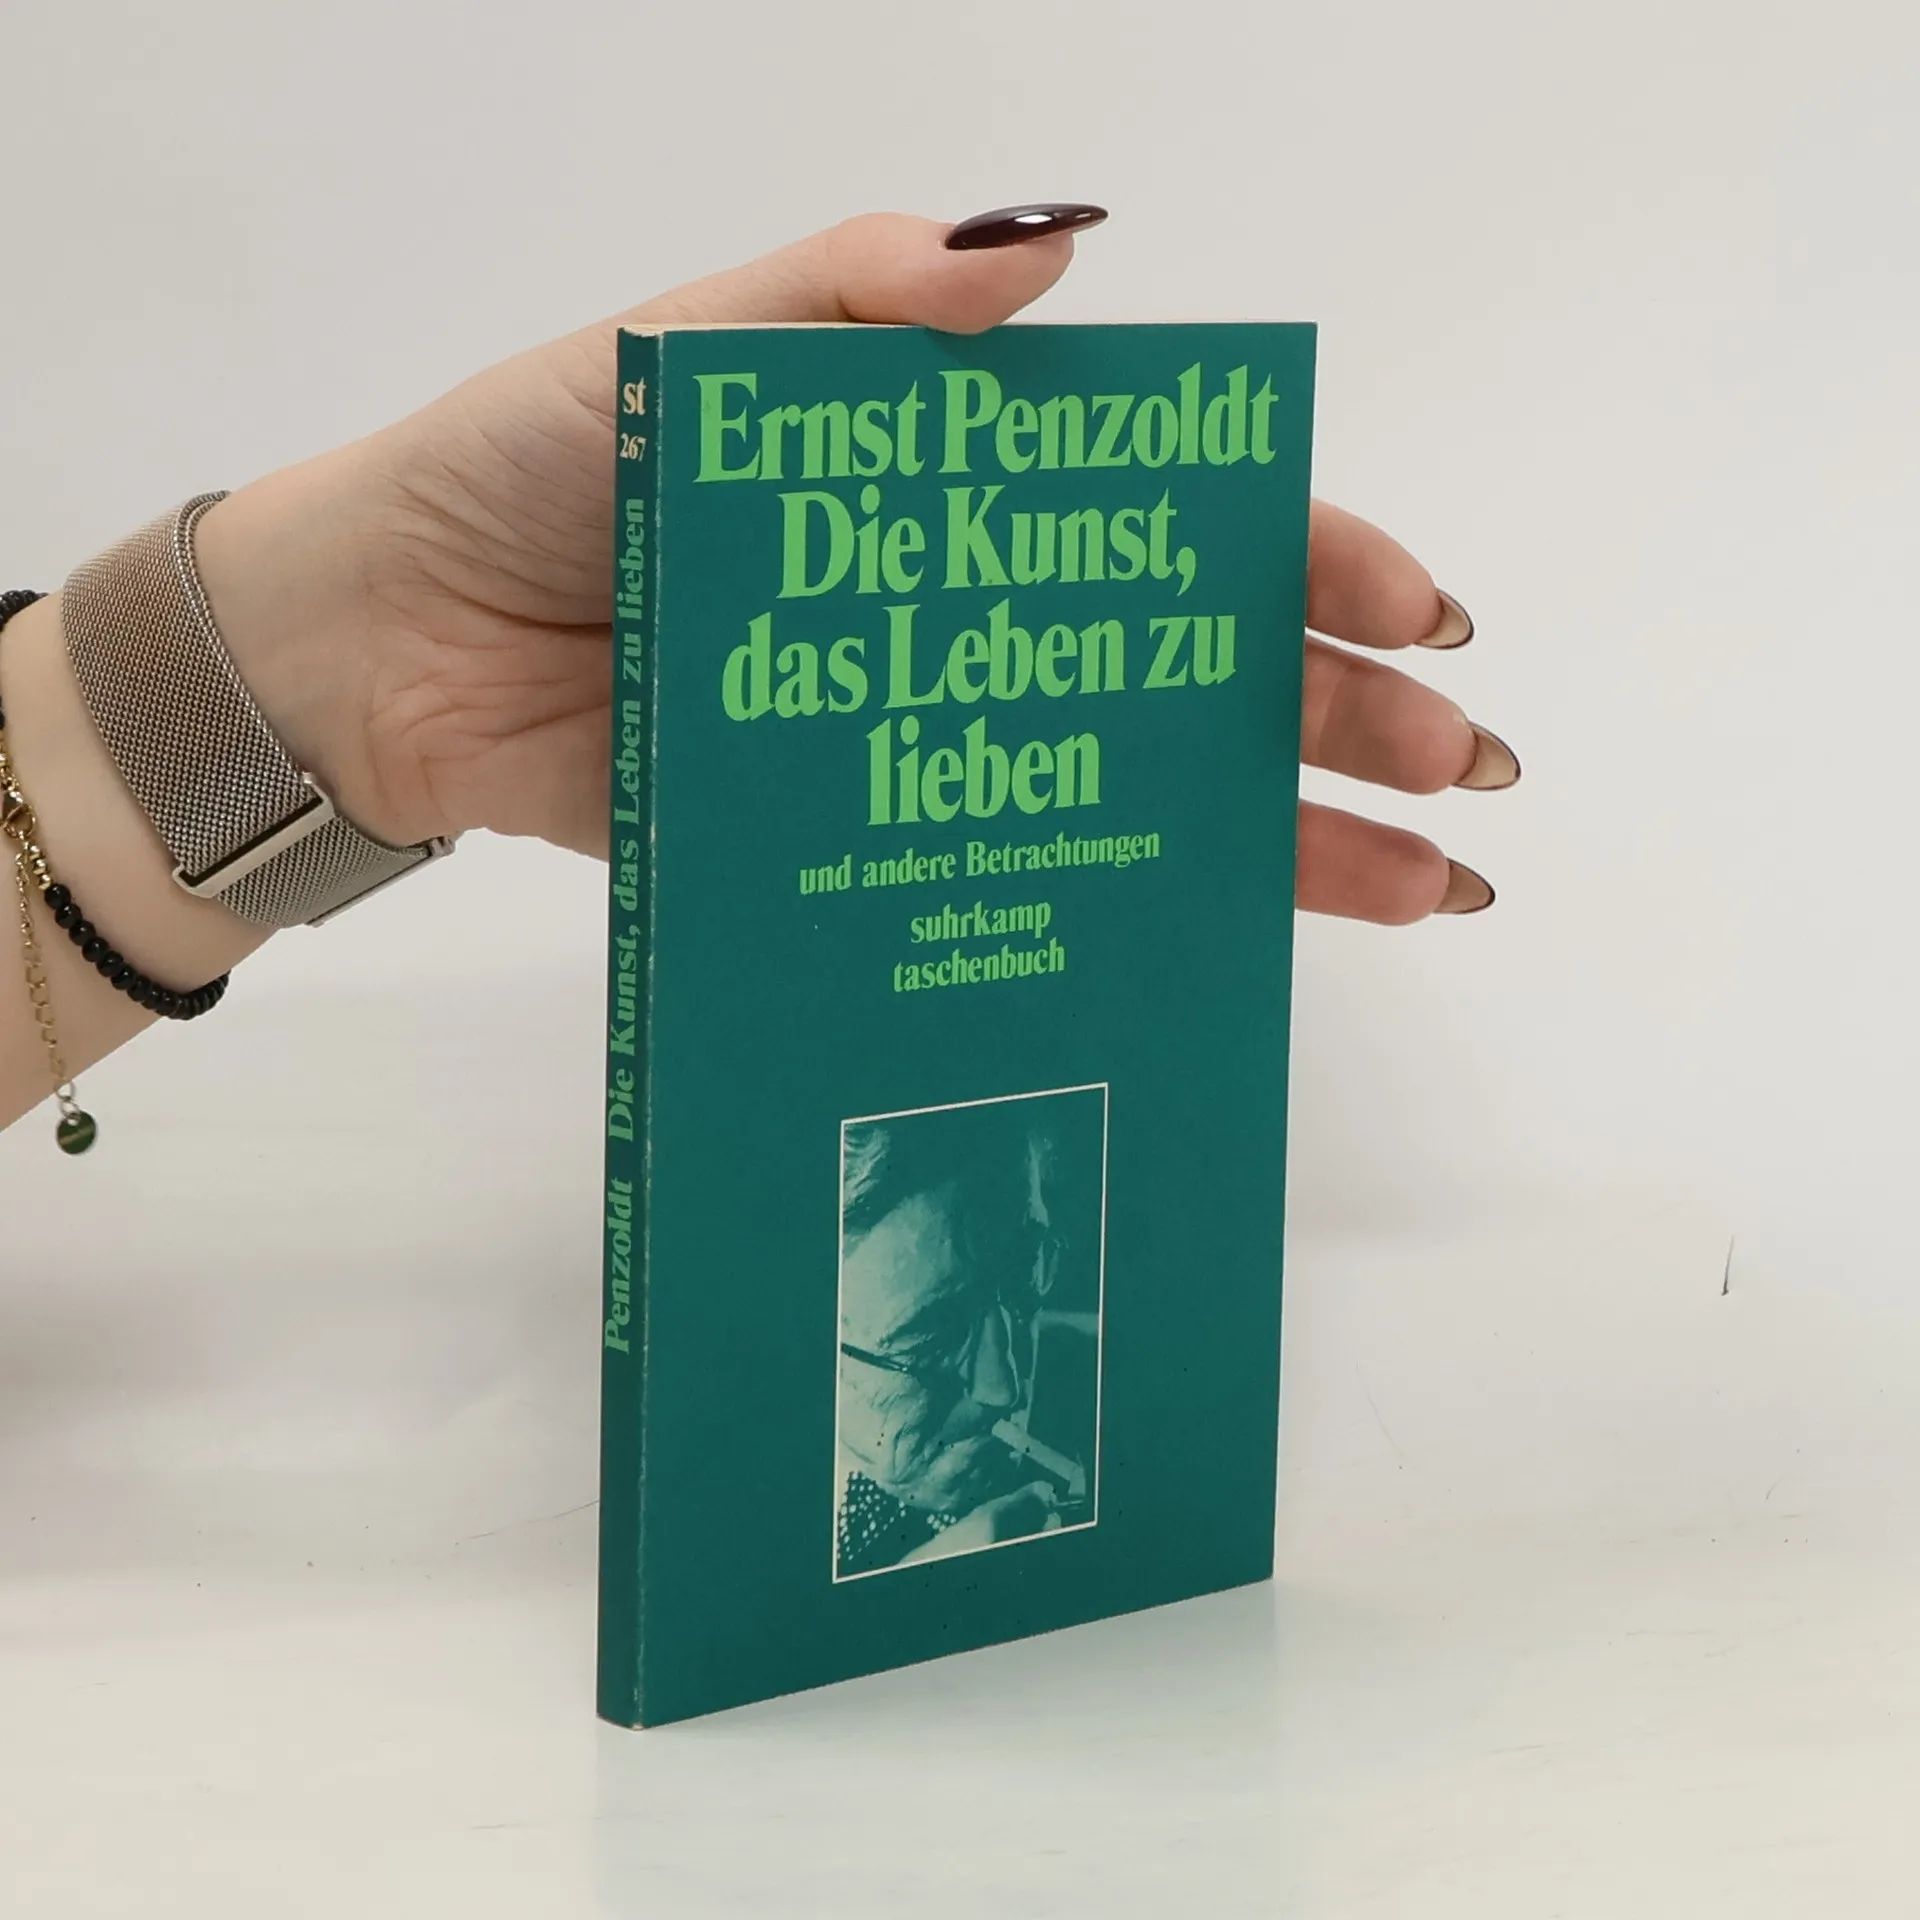 Ernst Penzoldt
Die Kunst,
das Leben zu
lieben
und andere Betrachtungen
suhrkamp
taschenbuch
st
267
Penzoldt Die Kunst, das Leben zu lieben